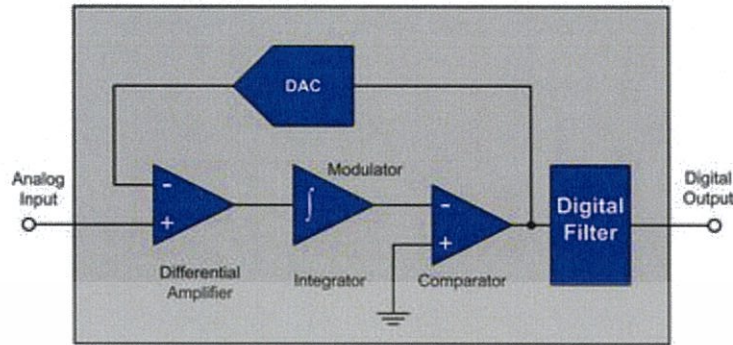 DAC
Modulator
Analog
Input
-
+
∫
-
+
Digital
Filter
Digital
Output
Differential
Amplifier
Integrator
Comparator